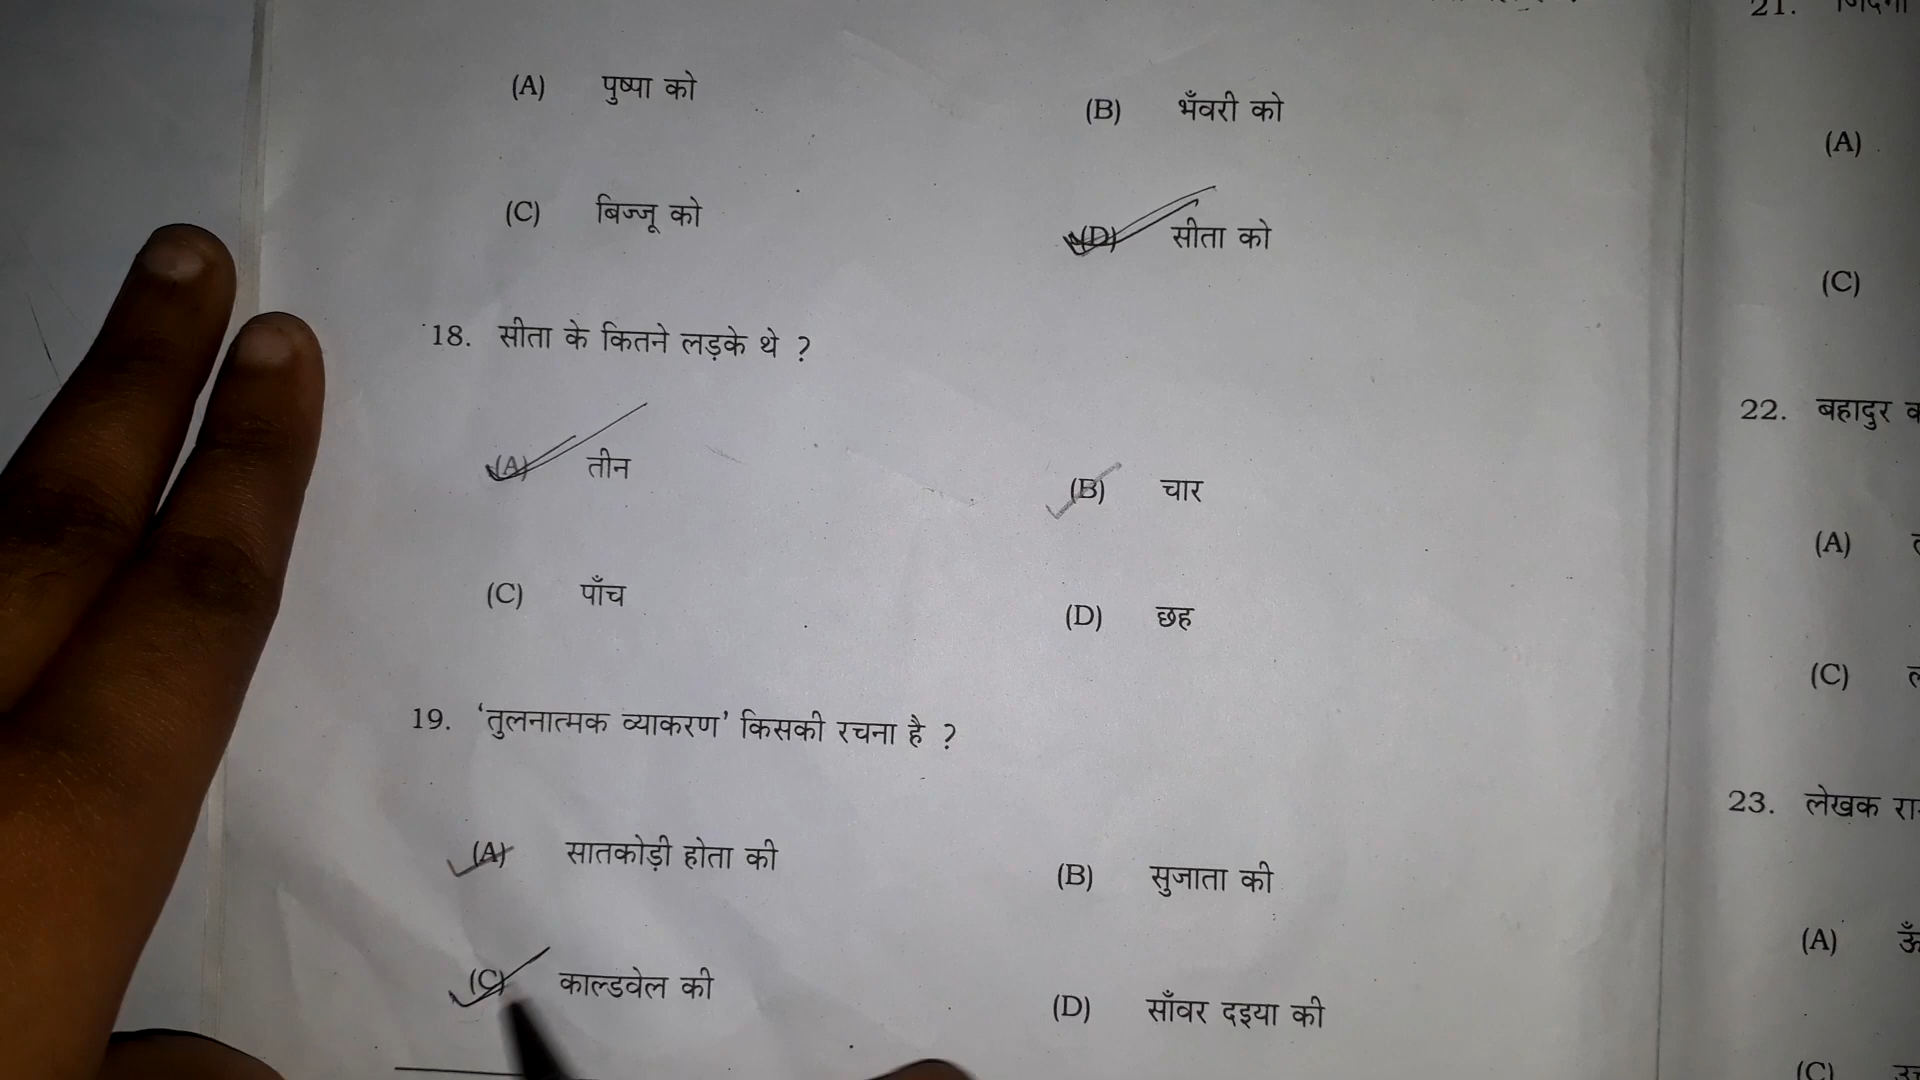 (A) पुष्पा को (B) भँवरी को
(C) बिज्जू को (D) सीता को
18. सीता के कितने लड़के थे ?
(A) तीन (B) चार
(C) पाँच (D) छह
19. 'तुलनात्मक व्याकरण' किसकी रचना है ?
(A) सातकोड़ी होता की (B) सुजाता की
(C) काल्डवेल की (D) साँवर दइया की
21.
(A)
(C)
22. बहादुर
(A)
(C)
23. लेखक
(A)
(C)